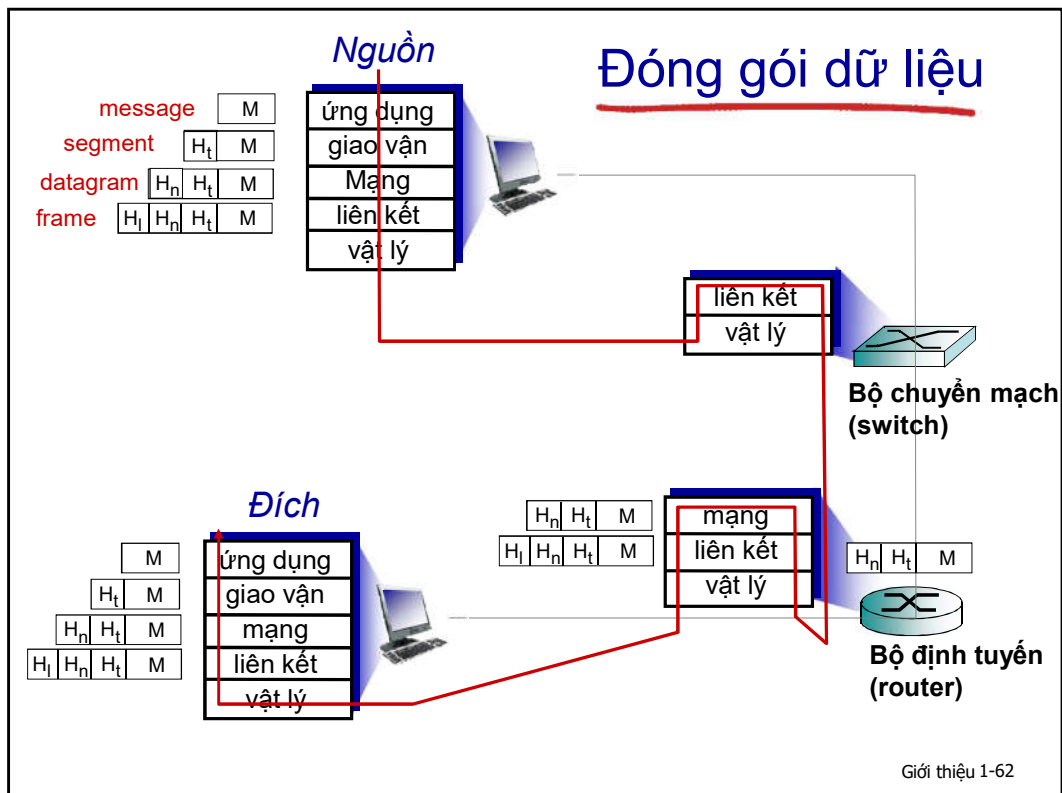 Đóng gói dữ liệu
Nguồn
message M
segment Ht M
datagram Hn Ht M
frame Hl Hn Ht M
ứng dụng
giao vận
Mạng
liên kết
vật lý
liên kết
vật lý
Bộ chuyển mạch
(switch)
Đích
M
Ht M
Hn Ht M
Hl Hn Ht M
ứng dụng
giao vận
mạng
liên kết
vật lý
Hn Ht M
Hl Hn Ht M
mạng
liên kết
vật lý
Hn Ht M
Bộ định tuyến
(router)
Giới thiệu 1-62